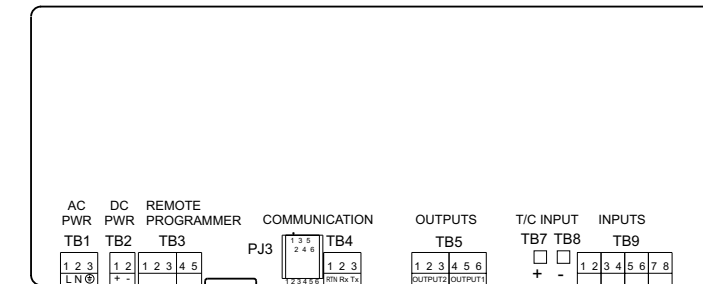 AC DC REMOTE
PWR PWR PROGRAMMER COMMUNICATION OUTPUTS T/C INPUT INPUTS
TB1 TB2 TB3 PJ3 TB4 TB5 TB7 TB8 TB9
1 3 5
2 4 6
1 2 3 1 2 1 2 3 4 5 1 2 3 1 2 3 4 5 6 + - 1 2 3 4 5 6 7 8
L N + - 1 2 3 4 5 6 RTN Rx Tx OUTPUT2 OUTPUT1